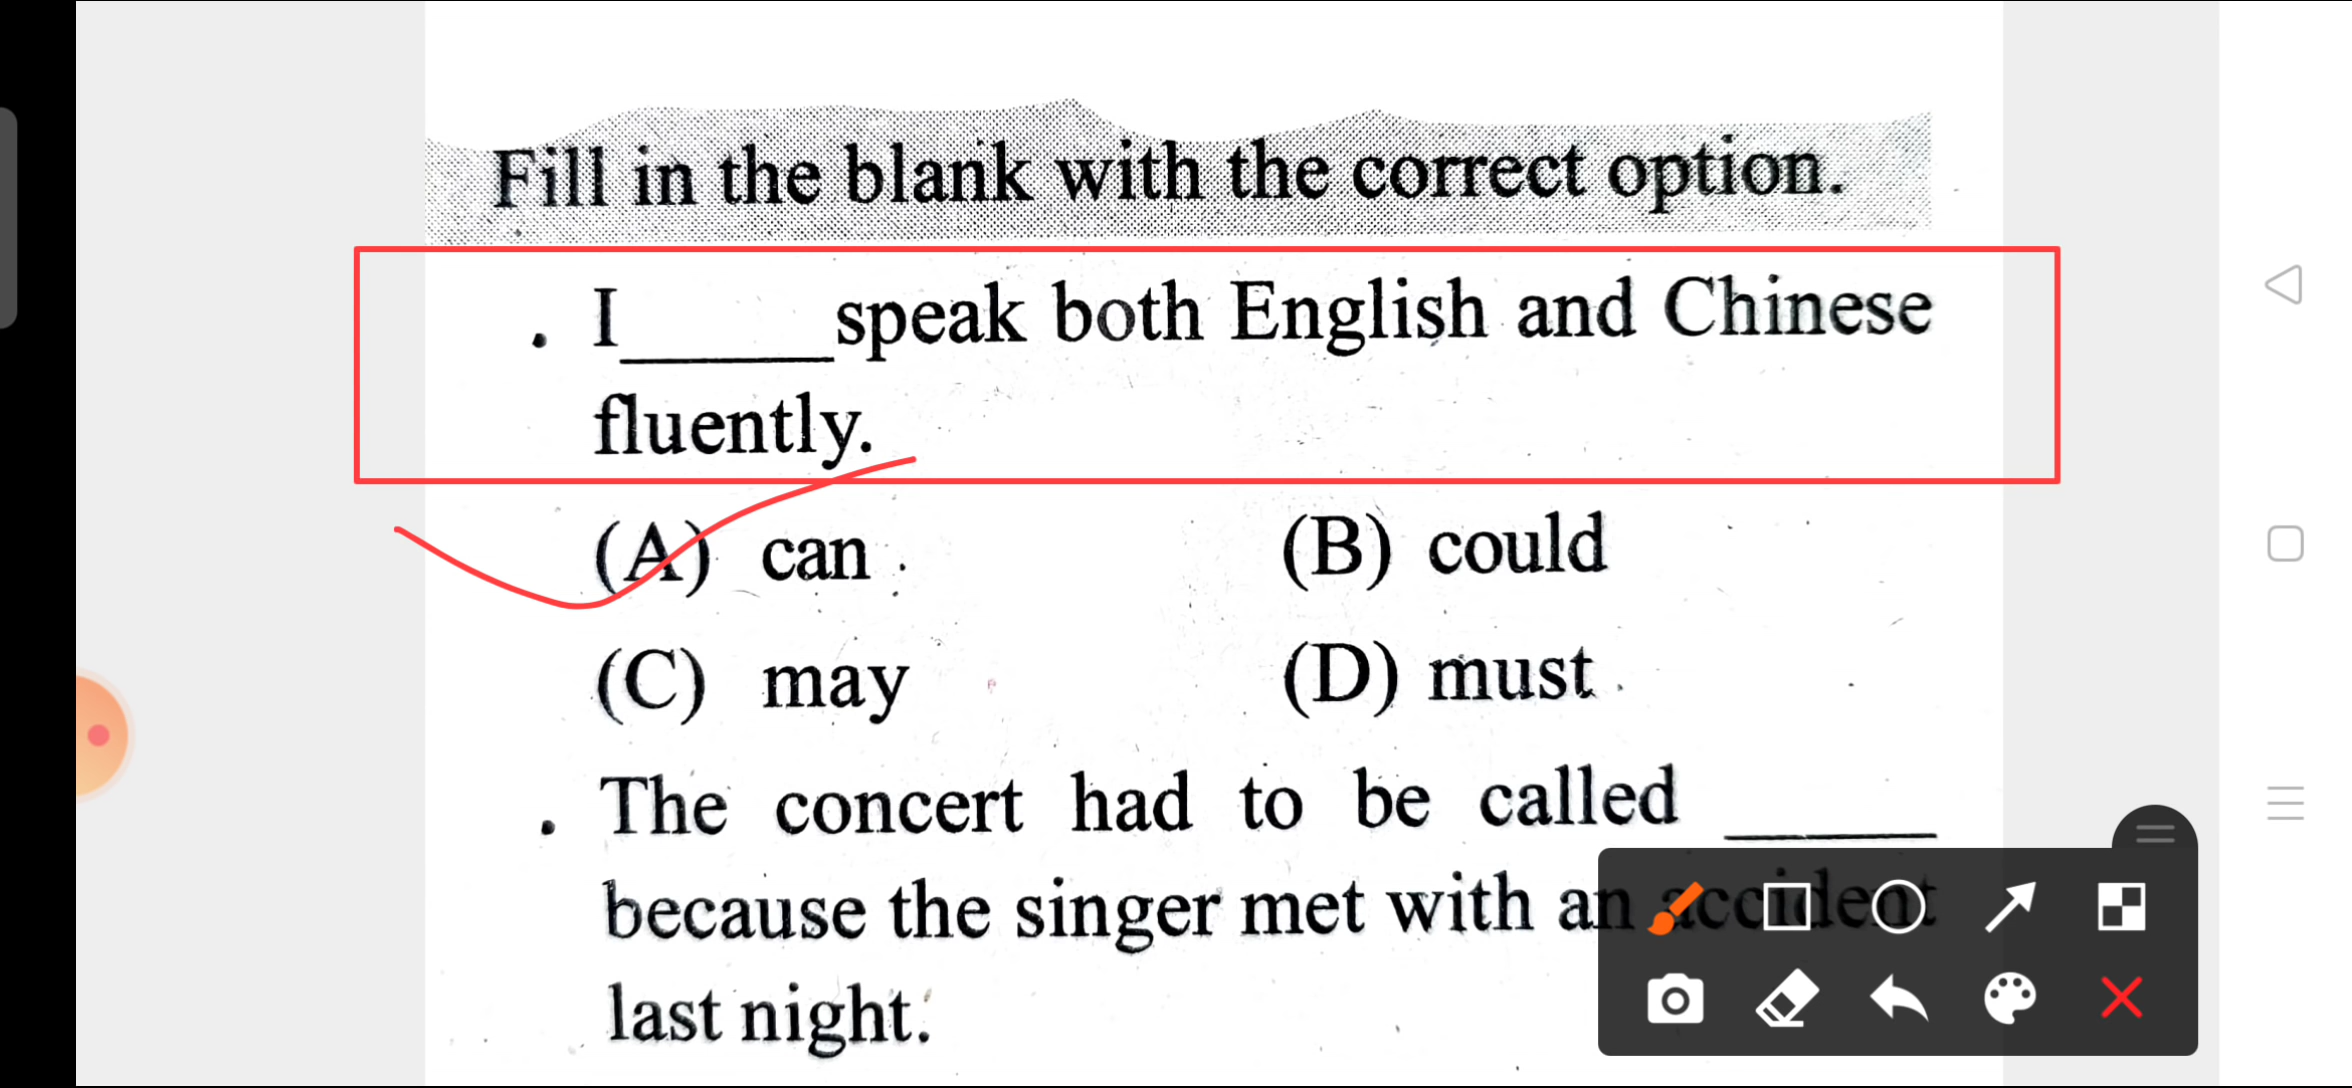 Fill in the blank with the correct option.
. I______speak both English and Chinese
fluently.
(A) can
(B) could
(C) may
(D) must
. The concert had to be called ______
because the singer met with an accident
last night.